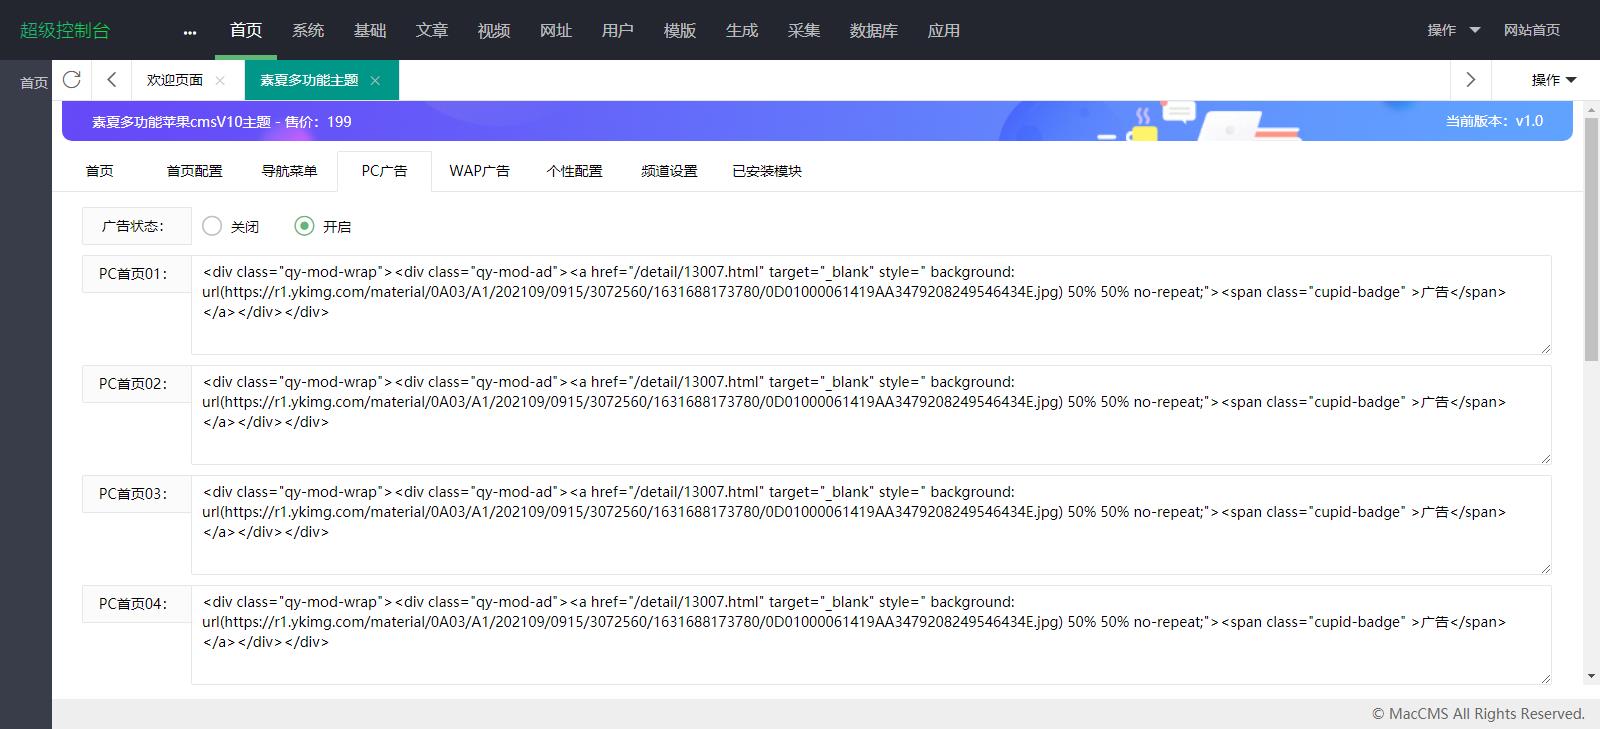 超级控制台
... 首页 系统 基础 文章 视频 网址 用户 模版 生成 采集 数据库 应用 操作 网站首页
首页
欢迎页面 素夏多功能主题 操作
素夏多功能苹果cmsV10主题 - 售价：199 当前版本：v1.0
首页 首页配置 导航菜单 PC广告 WAP广告 个性配置 频道设置 已安装模块
广告状态： 关闭 开启
PC首页01：
<div class="qy-mod-wrap"><div class="qy-mod-ad"><a href="/detail/13007.html" target="_blank" style=" background:
url(https://r1.ykimg.com/material/0A03/A1/202109/0915/3072560/1631688173780/0D01000061419AA3479208249546434E.jpg) 50% 50% no-repeat;"><span class="cupid-badge" >广告</span>
</a></div></div>
PC首页02：
<div class="qy-mod-wrap"><div class="qy-mod-ad"><a href="/detail/13007.html" target="_blank" style=" background:
url(https://r1.ykimg.com/material/0A03/A1/202109/0915/3072560/1631688173780/0D01000061419AA3479208249546434E.jpg) 50% 50% no-repeat;"><span class="cupid-badge" >广告</span>
</a></div></div>
PC首页03：
<div class="qy-mod-wrap"><div class="qy-mod-ad"><a href="/detail/13007.html" target="_blank" style=" background:
url(https://r1.ykimg.com/material/0A03/A1/202109/0915/3072560/1631688173780/0D01000061419AA3479208249546434E.jpg) 50% 50% no-repeat;"><span class="cupid-badge" >广告</span>
</a></div></div>
PC首页04：
<div class="qy-mod-wrap"><div class="qy-mod-ad"><a href="/detail/13007.html" target="_blank" style=" background:
url(https://r1.ykimg.com/material/0A03/A1/202109/0915/3072560/1631688173780/0D01000061419AA3479208249546434E.jpg) 50% 50% no-repeat;"><span class="cupid-badge" >广告</span>
</a></div></div>
© MacCMS All Rights Reserved.